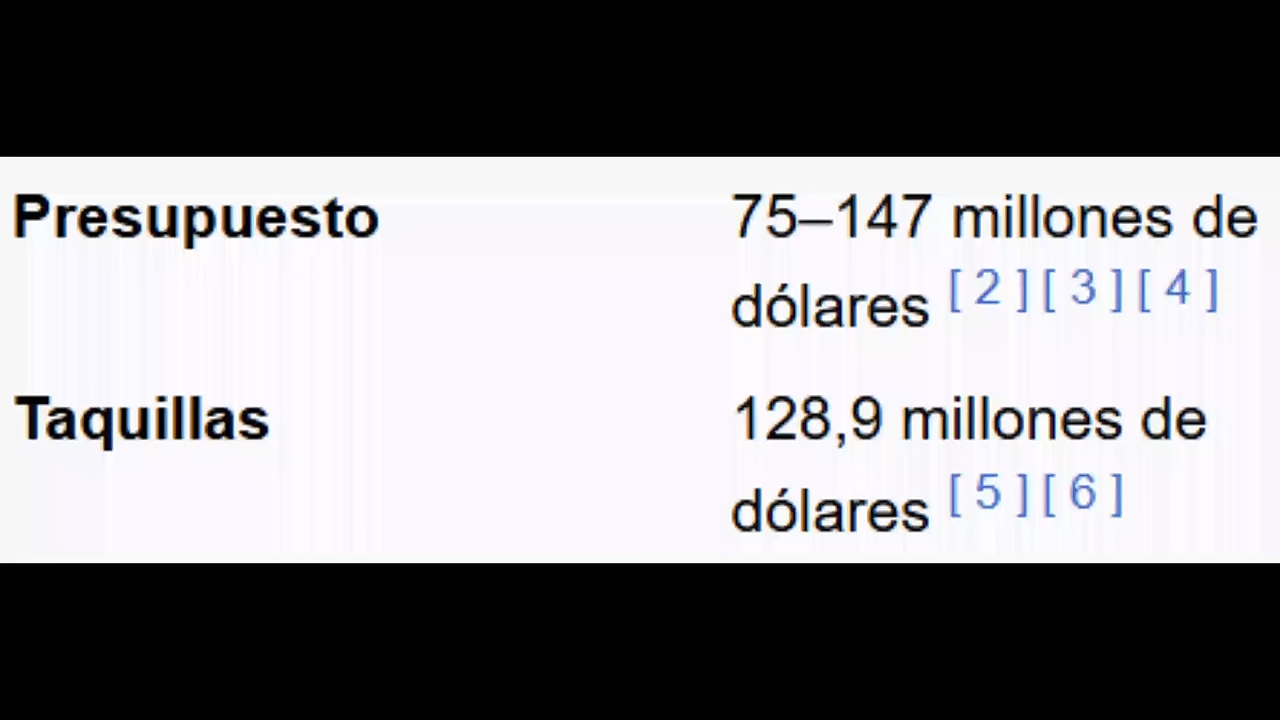 Presupuesto 75–147 millones de
dólares [ 2 ] [ 3 ] [ 4 ]
Taquillas 128,9 millones de
dólares [ 5 ] [ 6 ]